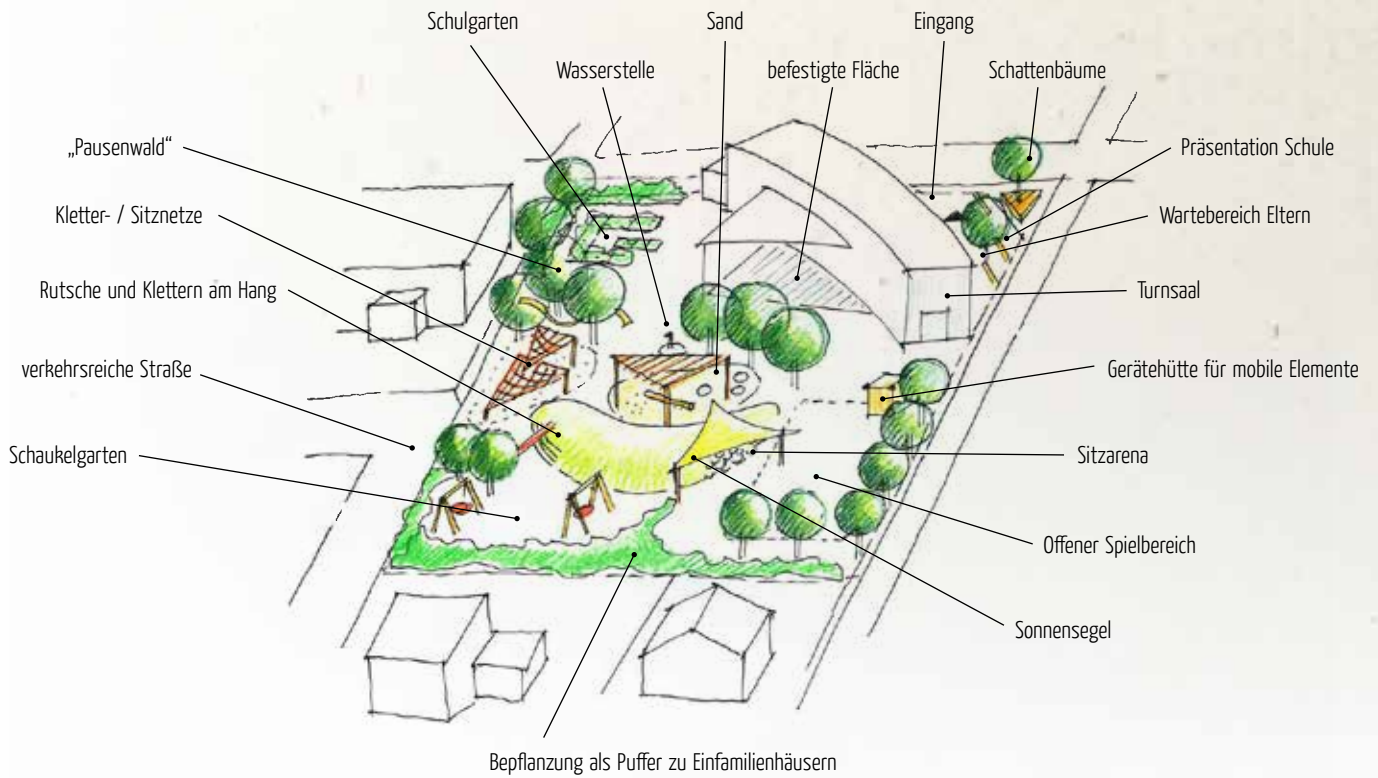 Schulgarten
Sand
Eingang
Wasserstelle
befestigte Fläche
Schattenbäume
„Pausenwald“
Präsentation Schule
Kletter- / Sitznetze
Wartebereich Eltern
Rutsche und Klettern am Hang
Turnsaal
verkehrsreiche Straße
Gerätehütte für mobile Elemente
Schaukelgarten
Sitzarena
Offener Spielbereich
Sonnensegel
Bepflanzung als Puffer zu Einfamilienhäusern